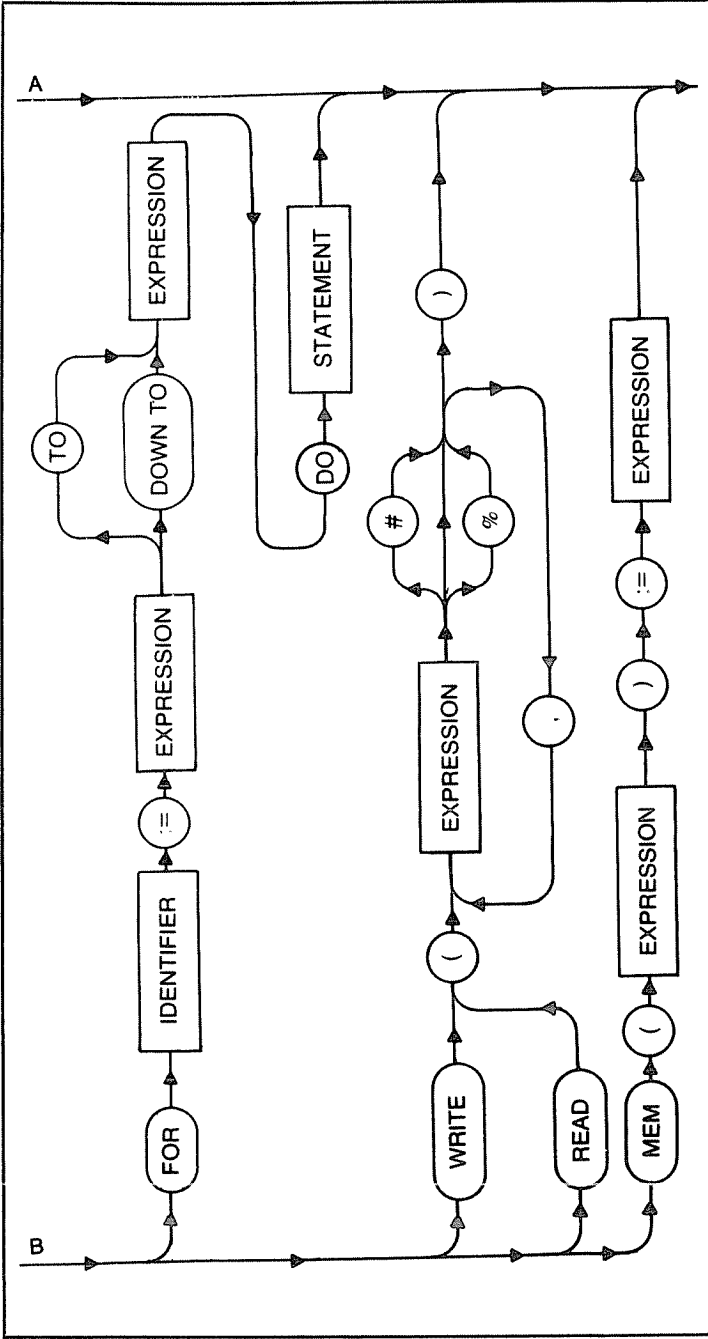 B
A
FOR
IDENTIFIER
:=
EXPRESSION
TO
DOWN TO
EXPRESSION
DO
STATEMENT
WRITE
(
EXPRESSION
#
%
)
,
READ
MEM
(
EXPRESSION
)
:=
EXPRESSION